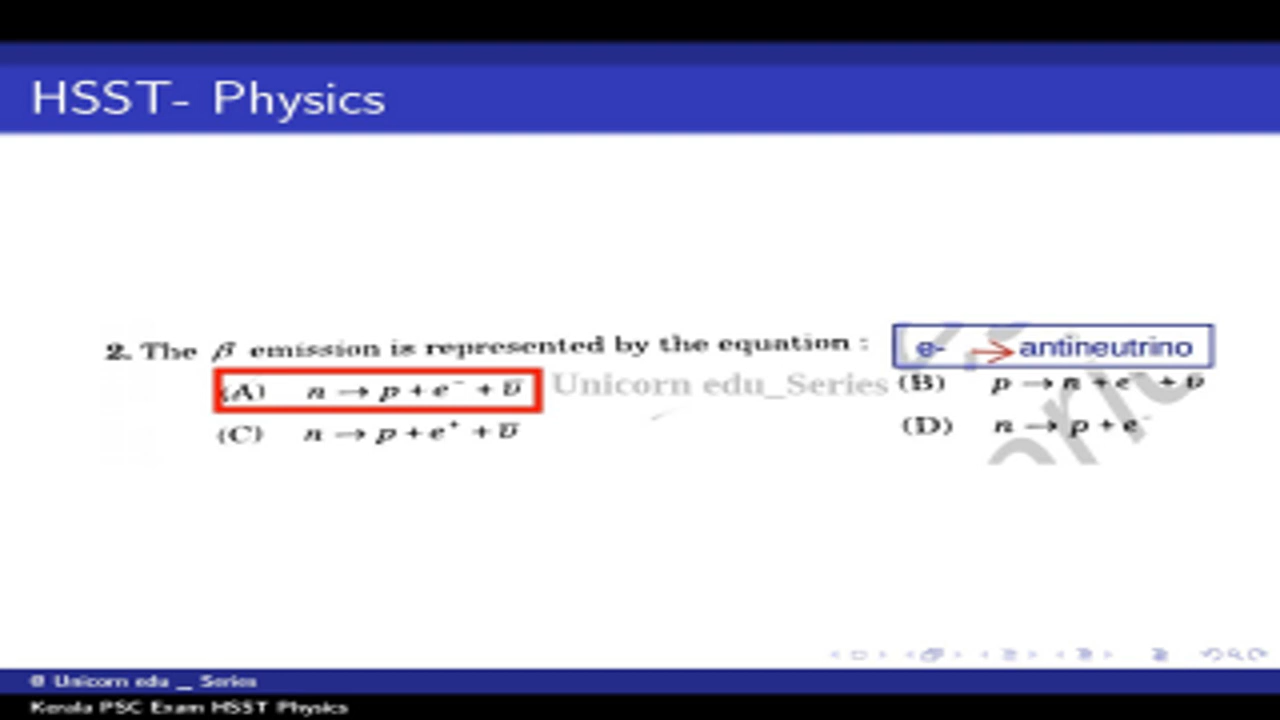 HSST- Physics
2. The β emission is represented by the equation :
e- → antineutrino
(A) n → p + e⁻ + ν̅
Unicorn edu_Series
(B) p → n + e⁻ + ν̅
(C) n → p + e⁺ + ν̅
(D) n → p + e⁻
© Unicorn edu _ Series
Kerala PSC Exam HSST Physics